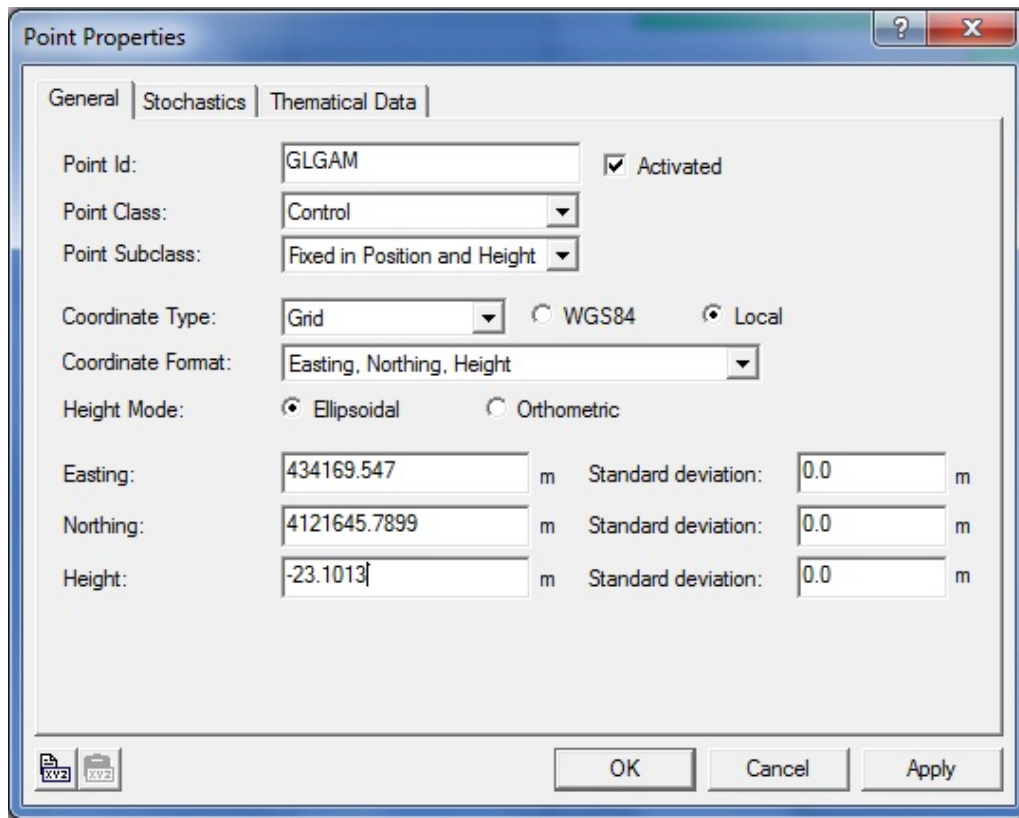 Point Properties
General Stochastics Thematical Data
Point Id: GLGAM Activated
Point Class: Control
Point Subclass: Fixed in Position and Height
Coordinate Type: Grid WGS84 Local
Coordinate Format: Easting, Northing, Height
Height Mode: Ellipsoidal Orthometric
Easting: 434169.547 m Standard deviation: 0.0 m
Northing: 4121645.7899 m Standard deviation: 0.0 m
Height: -23.1013 m Standard deviation: 0.0 m
XYZ XYZ OK Cancel Apply